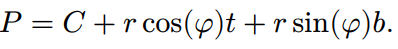 P = C + r cos(φ)t + r sin(φ)b.